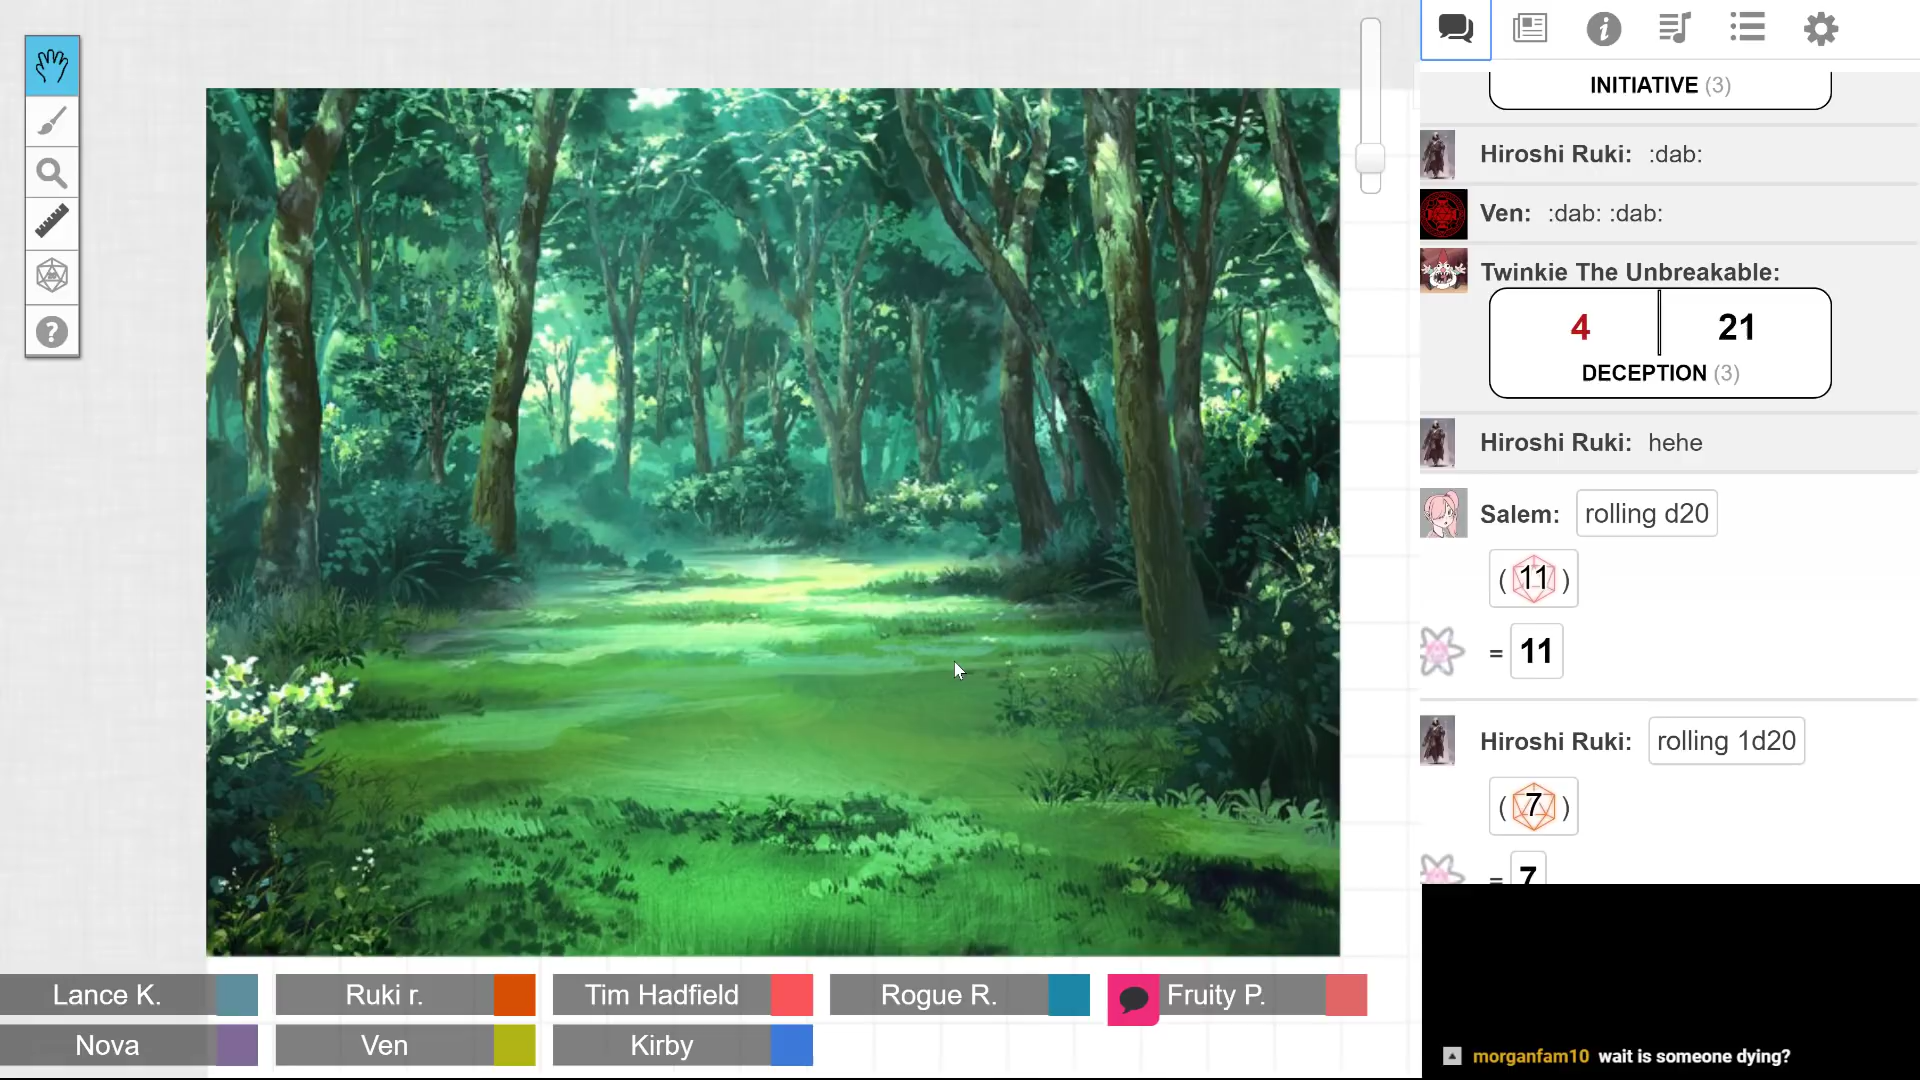 INITIATIVE (3)
Hiroshi Ruki: :dab:
Ven: :dab: :dab:
Twinkie The Unbreakable:
4 21
DECEPTION (3)
Hiroshi Ruki: hehe
Salem: rolling d20
(11)
= 11
Hiroshi Ruki: rolling 1d20
(7)
= 7
Lance K. Ruki r. Tim Hadfield Rogue R. Fruity P.
Nova Ven Kirby
morganfam10 wait is someone dying?